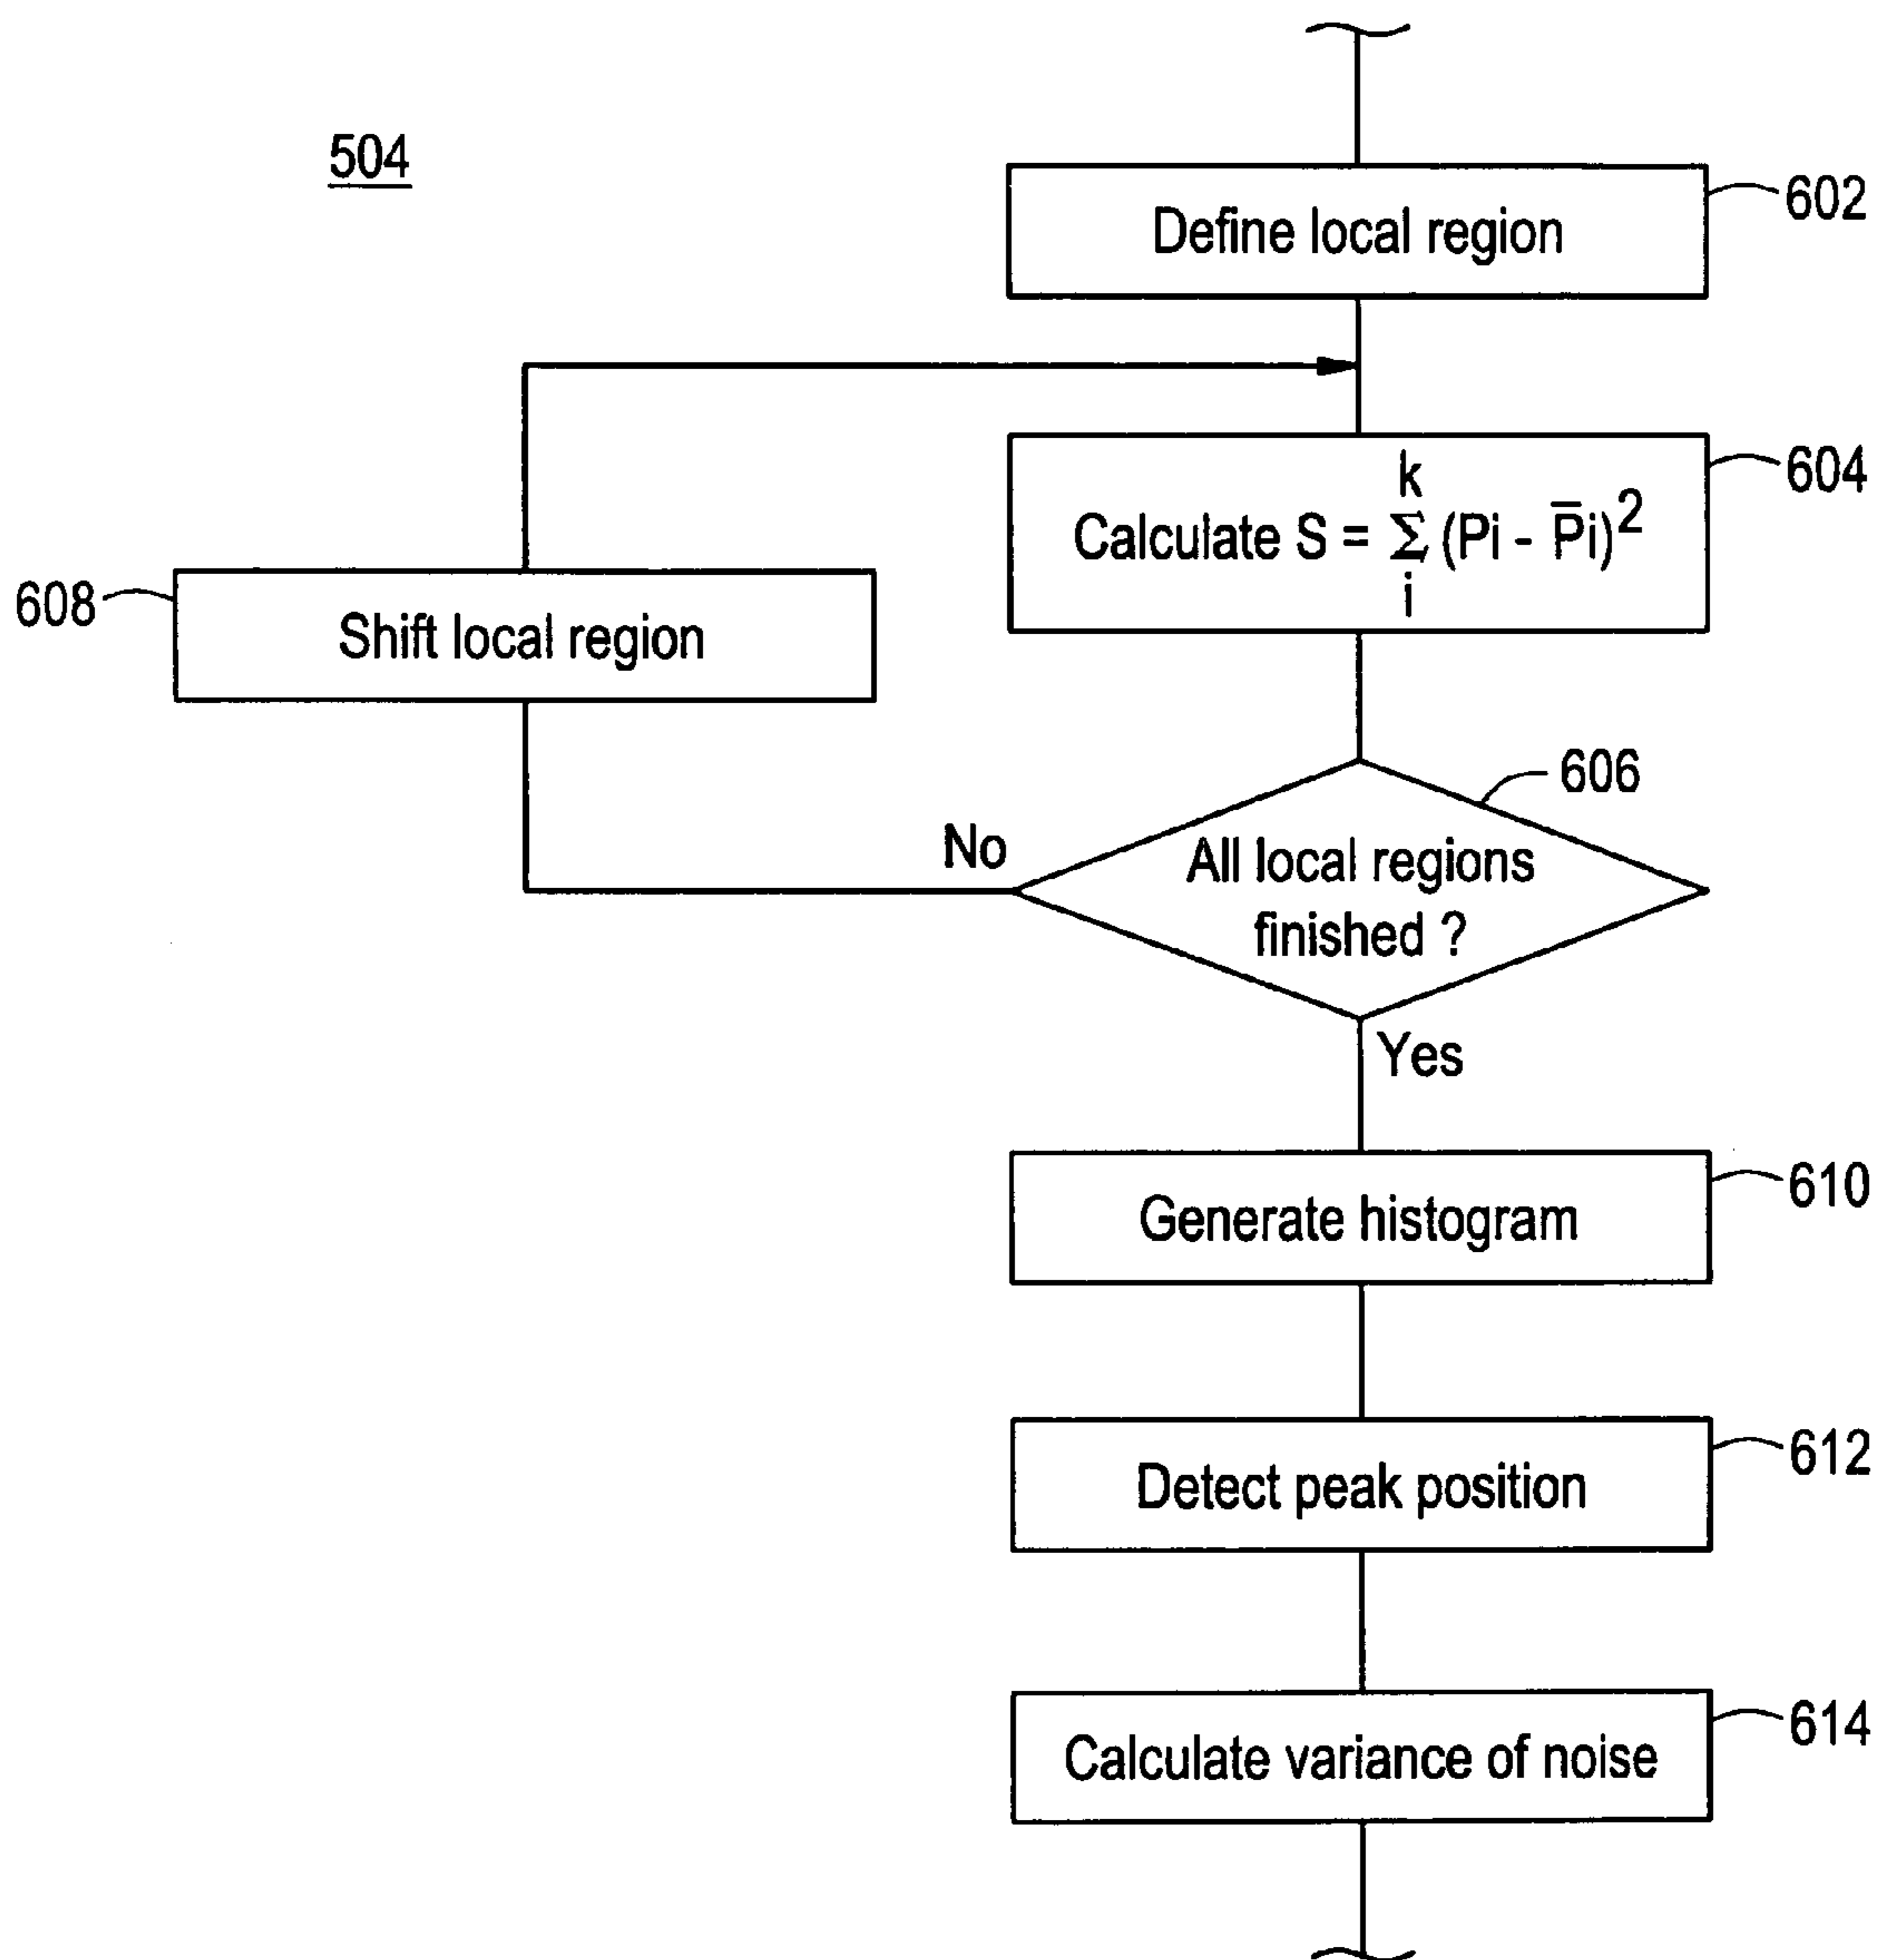 504
602
Define local region
604
k
Calculate S = Σ (Pi - P̄i)²
i
608
Shift local region
606
No
All local regions
finished ?
Yes
610
Generate histogram
612
Detect peak position
614
Calculate variance of noise